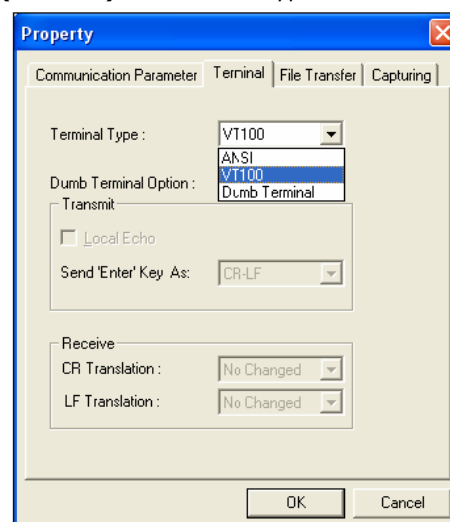 Property
Communication Parameter Terminal File Transfer Capturing
Terminal Type : VT100
ANSI
VT100
Dumb Terminal
Dumb Terminal Option :
Transmit
Local Echo
Send 'Enter' Key As: CR-LF
Receive
CR Translation : No Changed
LF Translation : No Changed
OK Cancel